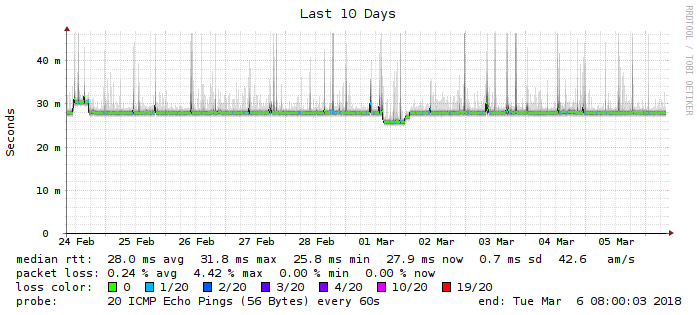 Last 10 Days
RRDTOOL / TOBI OETIKER
Seconds
40 m
30 m
20 m
10 m
0
24 Feb 25 Feb 26 Feb 27 Feb 28 Feb 01 Mar 02 Mar 03 Mar 04 Mar 05 Mar
median rtt: 28.0 ms avg 31.8 ms max 25.8 ms min 27.9 ms now 0.7 ms sd 42.6 am/s
packet loss: 0.24 % avg 4.42 % max 0.00 % min 0.00 % now
loss color: 0 1/20 2/20 3/20 4/20 10/20 19/20
probe: 20 ICMP Echo Pings (56 Bytes) every 60s end: Tue Mar 6 08:00:03 2018